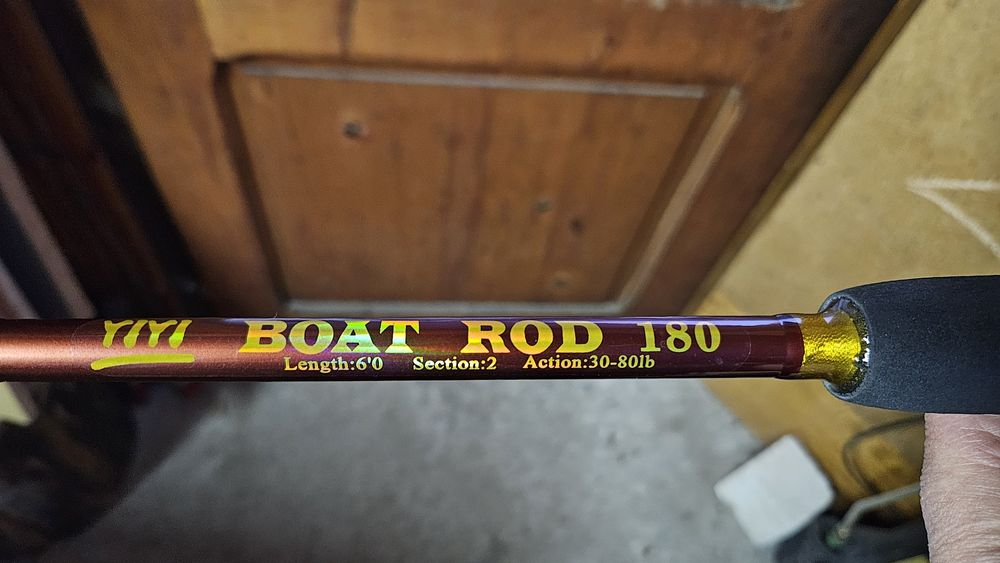 YIYI BOAT ROD 180
Length:6'0 Section:2 Action:30-80lb